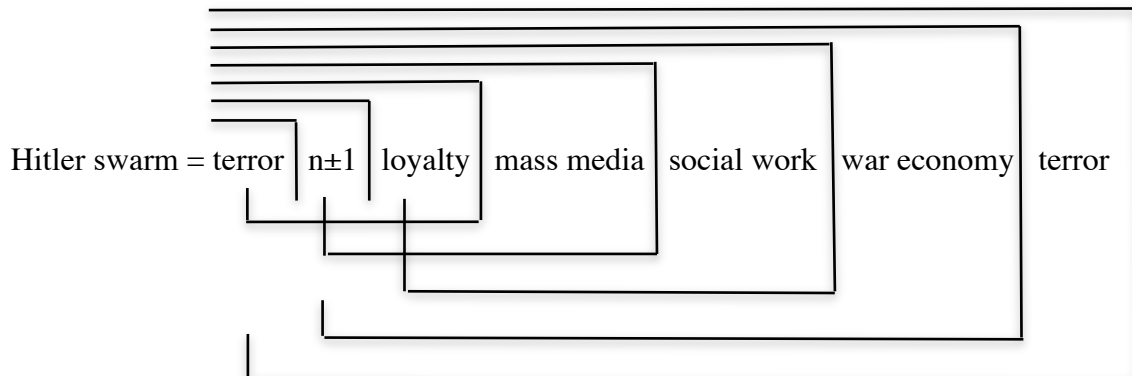 Hitler swarm = terror n±1 loyalty mass media social work war economy terror